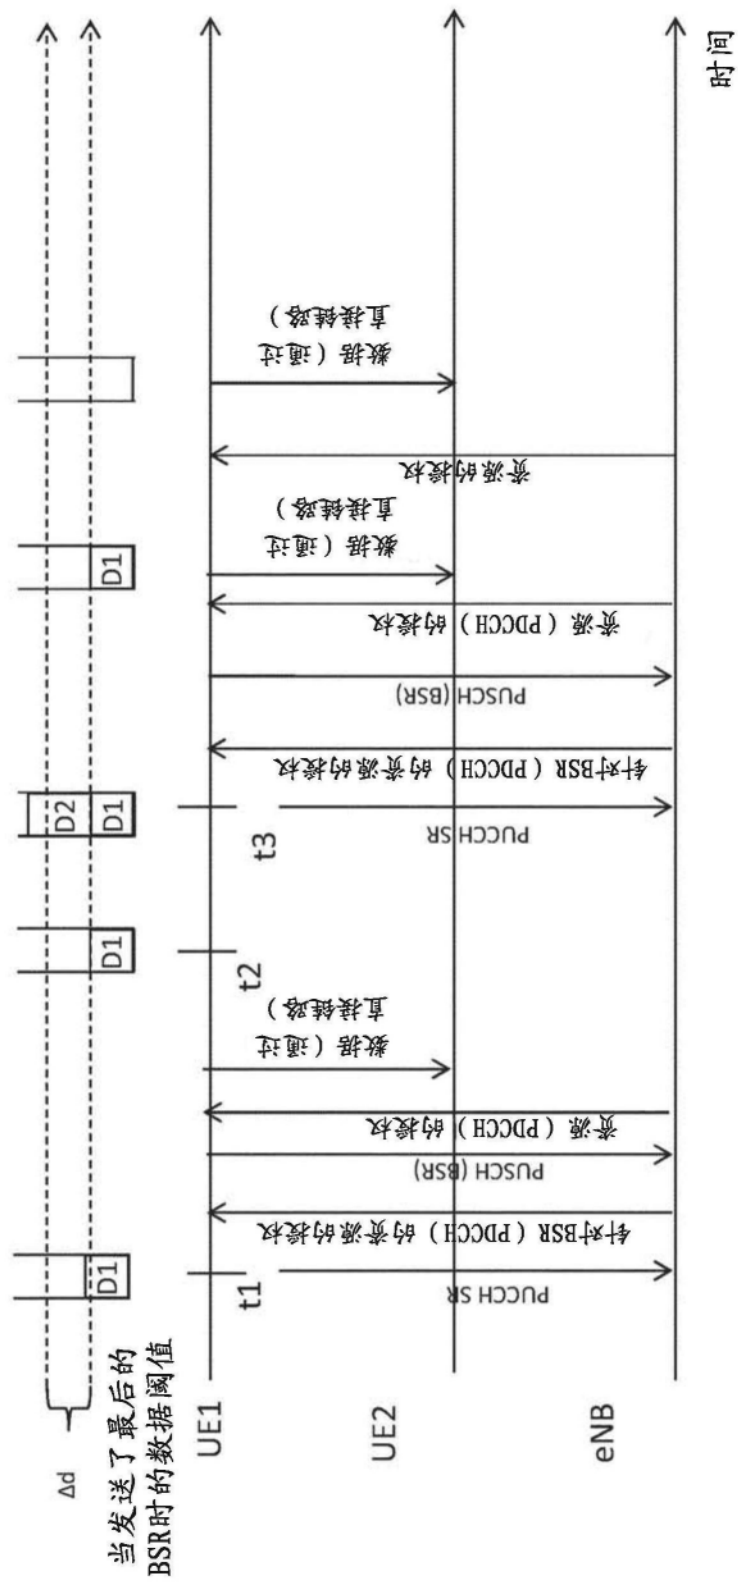 Δd
当发送了最后的
BSR时的数据阈值
UE1
UE2
eNB
D1
t1
PUCCH SR
针对BSR（PDCCH）的资源的授权
PUSCH (BSR)
资源（PDCCH）的授权
数据（通过
直接链路）
D1
t2
D2
D1
t3
PUCCH SR
针对BSR（PDCCH）的资源的授权
PUSCH (BSR)
资源（PDCCH）的授权
D1
数据（通过
直接链路）
资源的授权
数据（通过
直接链路）
时间